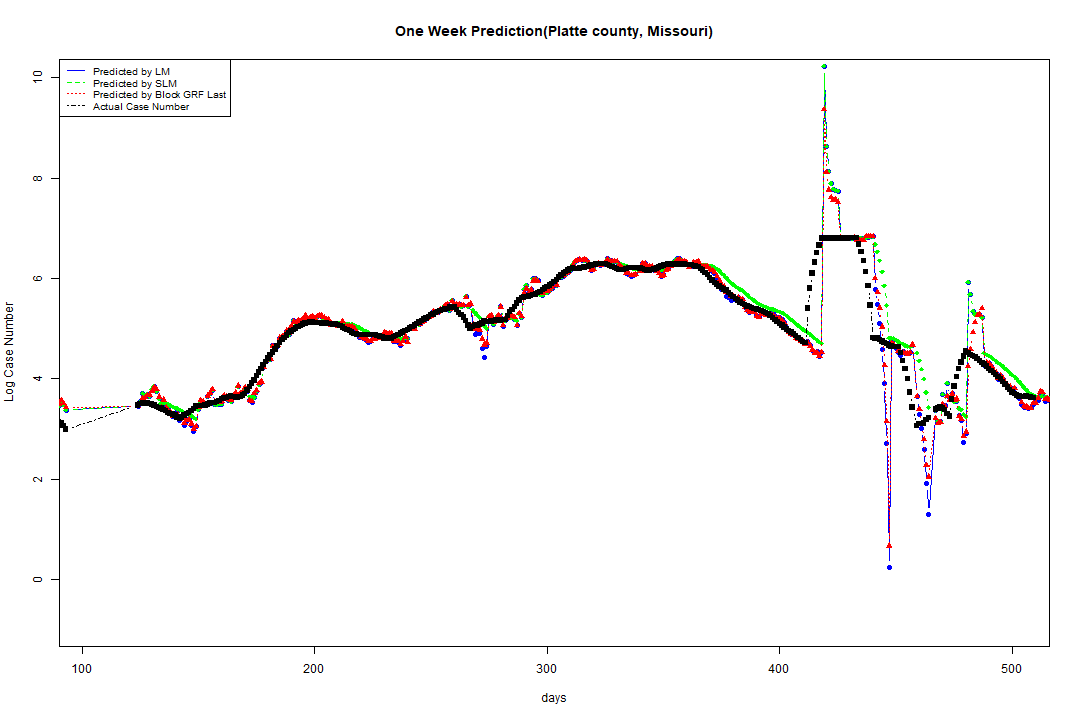 One Week Prediction(Platte county, Missouri)
Predicted by LM
Predicted by SLM
Predicted by Block GRF Last
Actual Case Number
10
8
6
4
2
0
Log Case Number
100 200 300 400 500
days